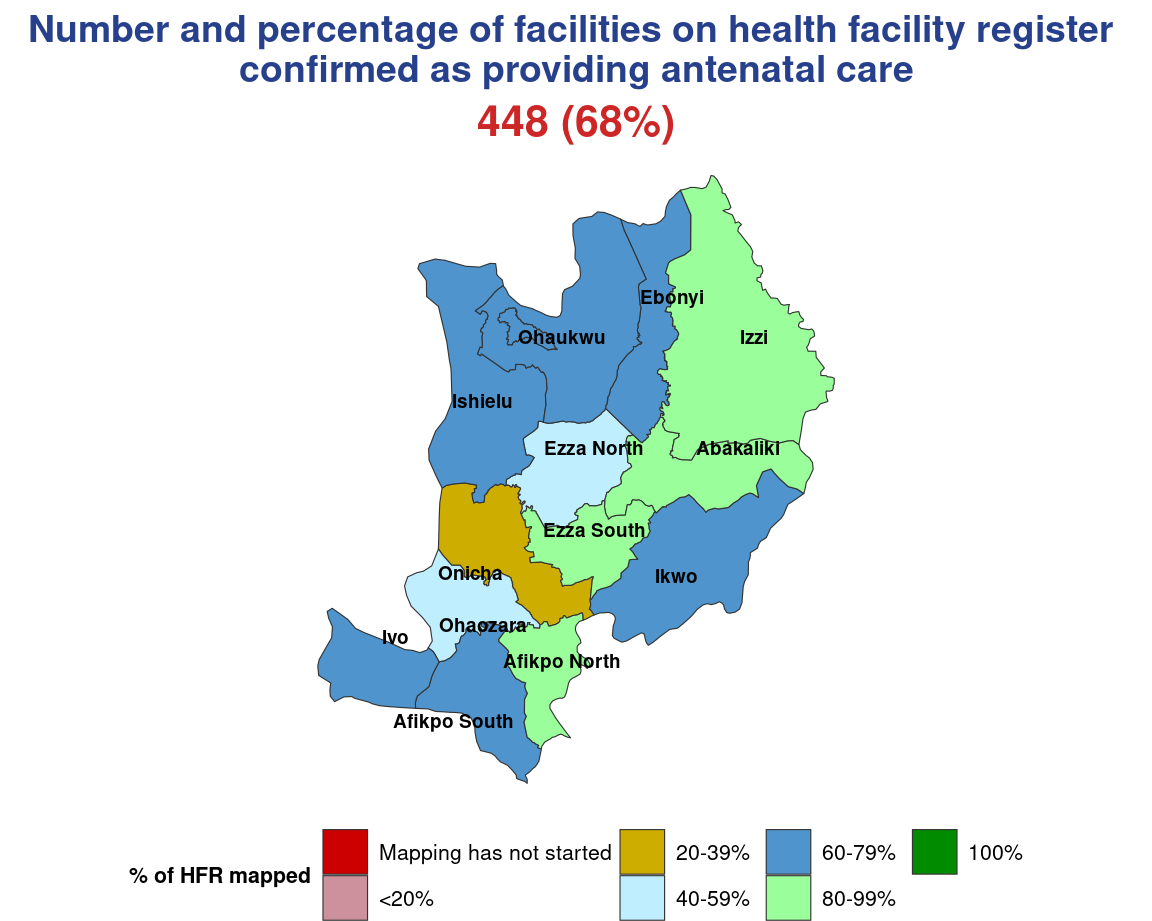 Number and percentage of facilities on health facility register
confirmed as providing antenatal care
448 (68%)
Ebonyi
Ohaukwu
Izzi
Ishielu
Ezza North
Abakaliki
Ezza South
Onicha
Ikwo
Ohaozara
Ivo
Afikpo North
Afikpo South
% of HFR mapped
Mapping has not started
<20%
20-39%
40-59%
60-79%
80-99%
100%